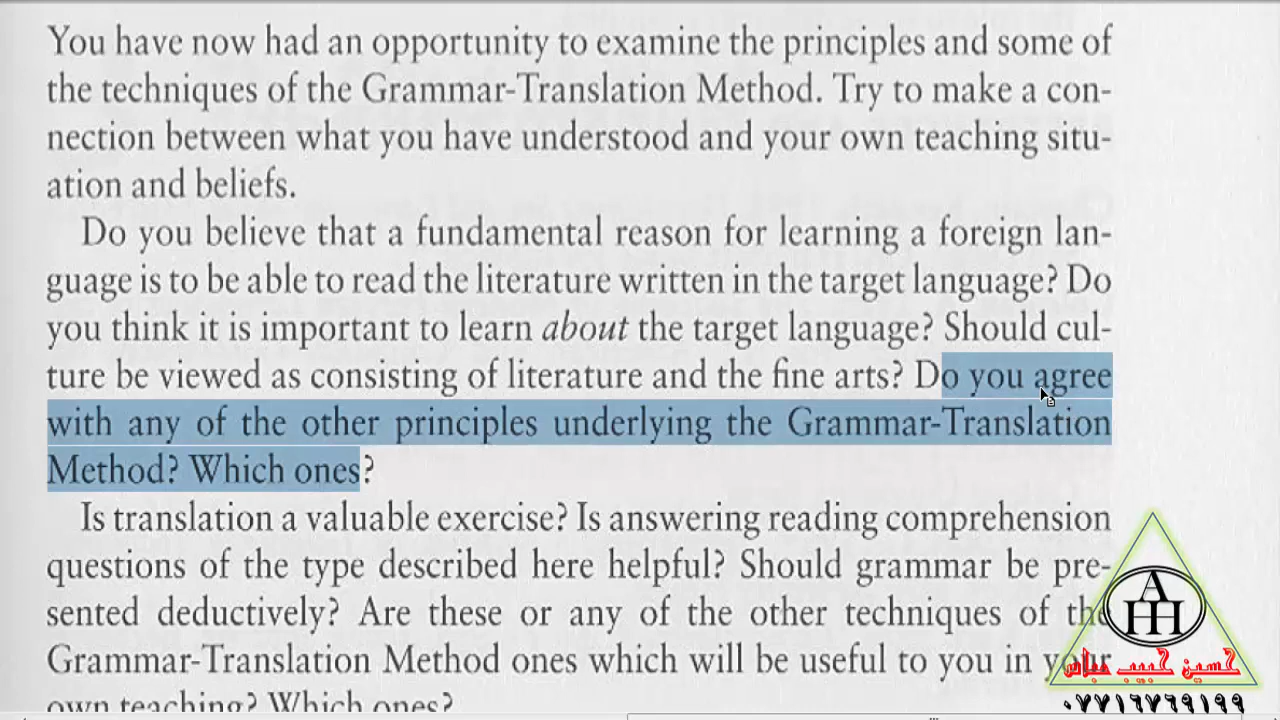 You have now had an opportunity to examine the principles and some of
the techniques of the Grammar-Translation Method. Try to make a con-
nection between what you have understood and your own teaching situ-
ation and beliefs.
Do you believe that a fundamental reason for learning a foreign lan-
guage is to be able to read the literature written in the target language? Do
you think it is important to learn about the target language? Should cul-
ture be viewed as consisting of literature and the fine arts? Do you agree
with any of the other principles underlying the Grammar-Translation
Method? Which ones?
Is translation a valuable exercise? Is answering reading comprehension
questions of the type described here helpful? Should grammar be pre-
sented deductively? Are these or any of the other techniques of the
Grammar-Translation Method ones which will be useful to you in your
own teaching? Which ones?
AHH
حسين حبيب عباس
٠٧٧١٦٧٦٩١٩٩